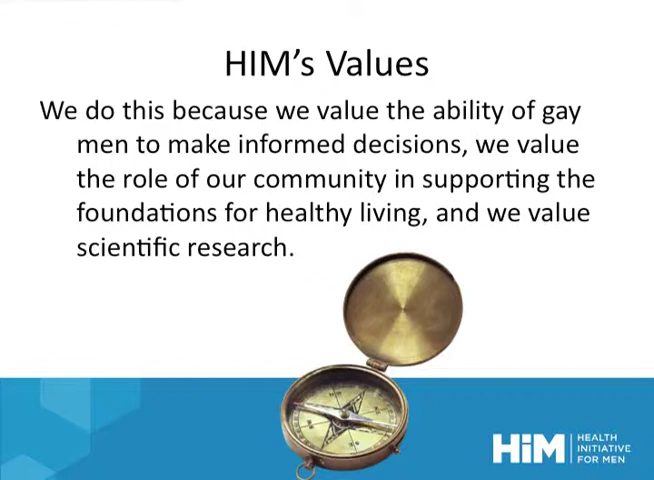 HIM's Values
We do this because we value the ability of gay
men to make informed decisions, we value
the role of our community in supporting the
foundations for healthy living, and we value
scientific research.
HiM
HEALTH
INITIATIVE
FOR MEN